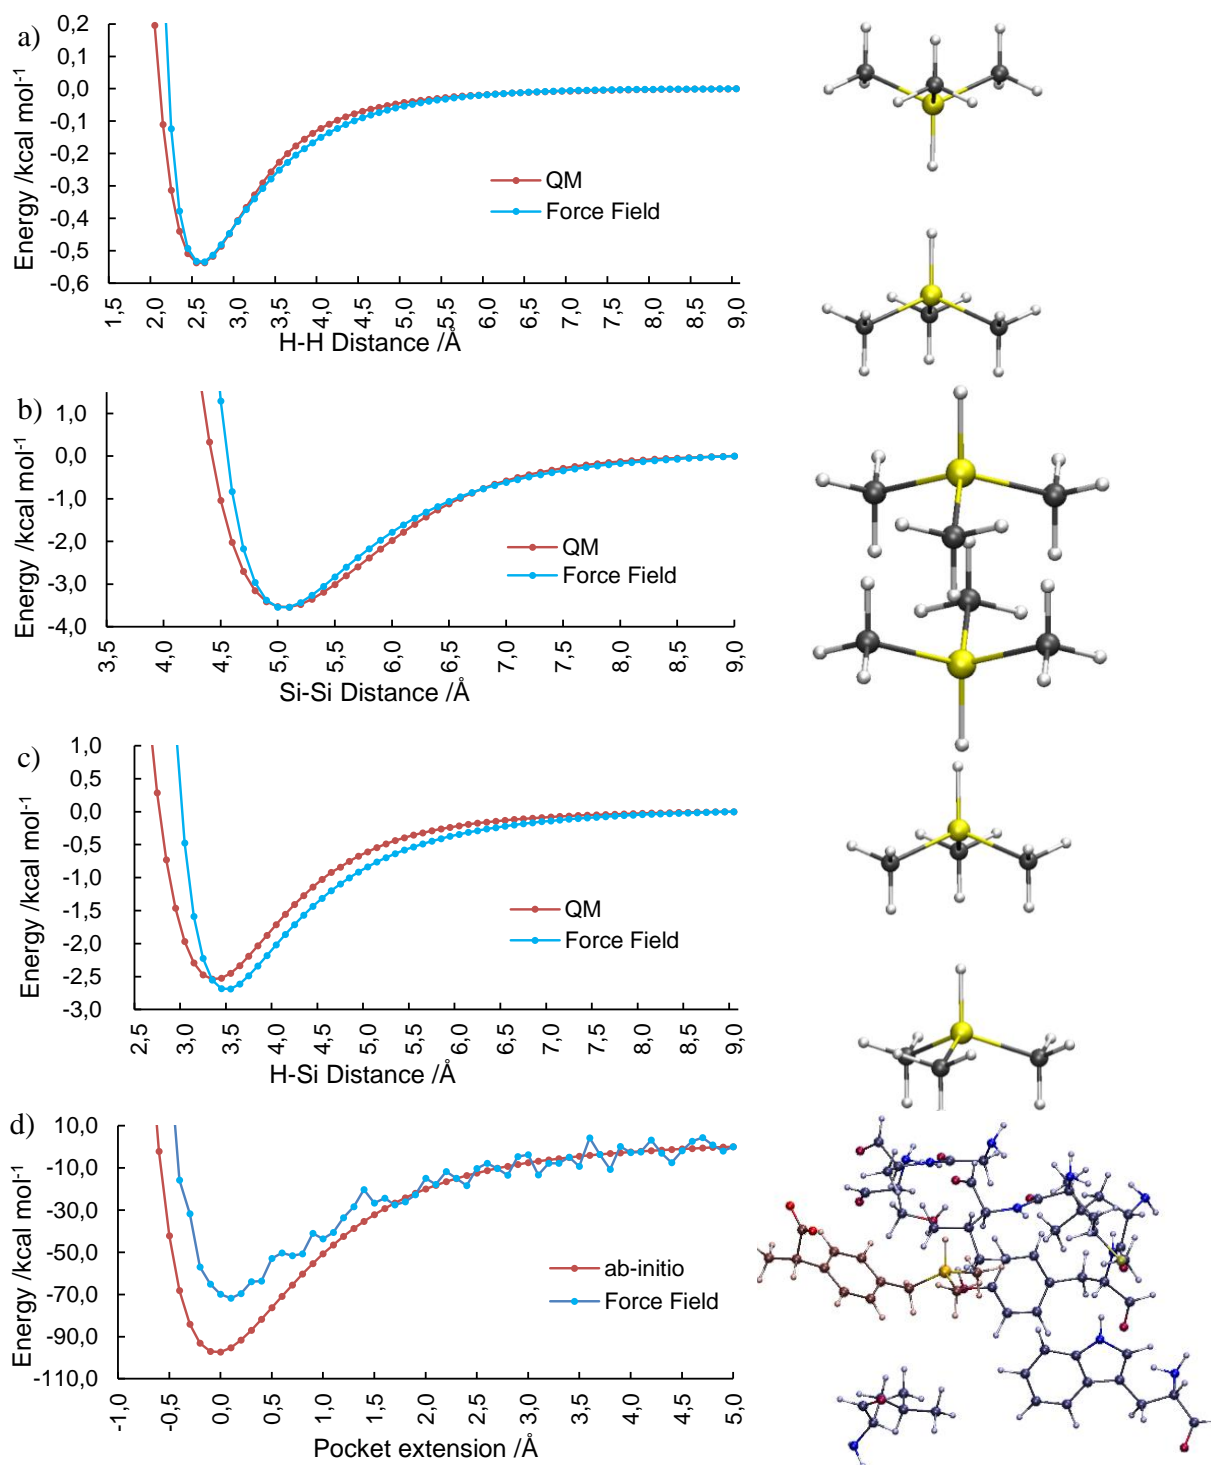 a)
0,2
0,1
0,0
-0,1
-0,2
-0,3
-0,4
-0,5
-0,6
Energy /kcal mol-1
QM
Force Field
1,5 2,0 2,5 3,0 3,5 4,0 4,5 5,0 5,5 6,0 6,5 7,0 7,5 8,0 8,5 9,0
H-H Distance /Å
b)
1,0
0,0
-1,0
-2,0
-3,0
-4,0
Energy /kcal mol-1
QM
Force Field
3,5 4,0 4,5 5,0 5,5 6,0 6,5 7,0 7,5 8,0 8,5 9,0
Si-Si Distance /Å
c)
1,0
0,5
0,0
-0,5
-1,0
-1,5
-2,0
-2,5
-3,0
Energy /kcal mol-1
QM
Force Field
2,5 3,0 3,5 4,0 4,5 5,0 5,5 6,0 6,5 7,0 7,5 8,0 8,5 9,0
H-Si Distance /Å
d)
10,0
-10,0
-30,0
-50,0
-70,0
-90,0
-110,0
Energy /kcal mol-1
ab-initio
Force Field
-1,0 -0,5 0,0 0,5 1,0 1,5 2,0 2,5 3,0 3,5 4,0 4,5 5,0
Pocket extension /Å